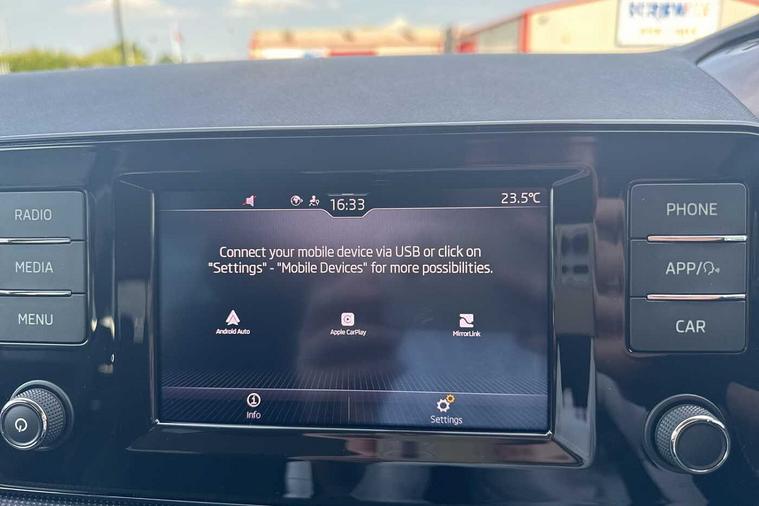 16:33
23.5°C
RADIO
MEDIA
MENU
Connect your mobile device via USB or click on
"Settings" - "Mobile Devices" for more possibilities.
Android Auto
Apple CarPlay
MirrorLink
Info
Settings
PHONE
APP/
CAR